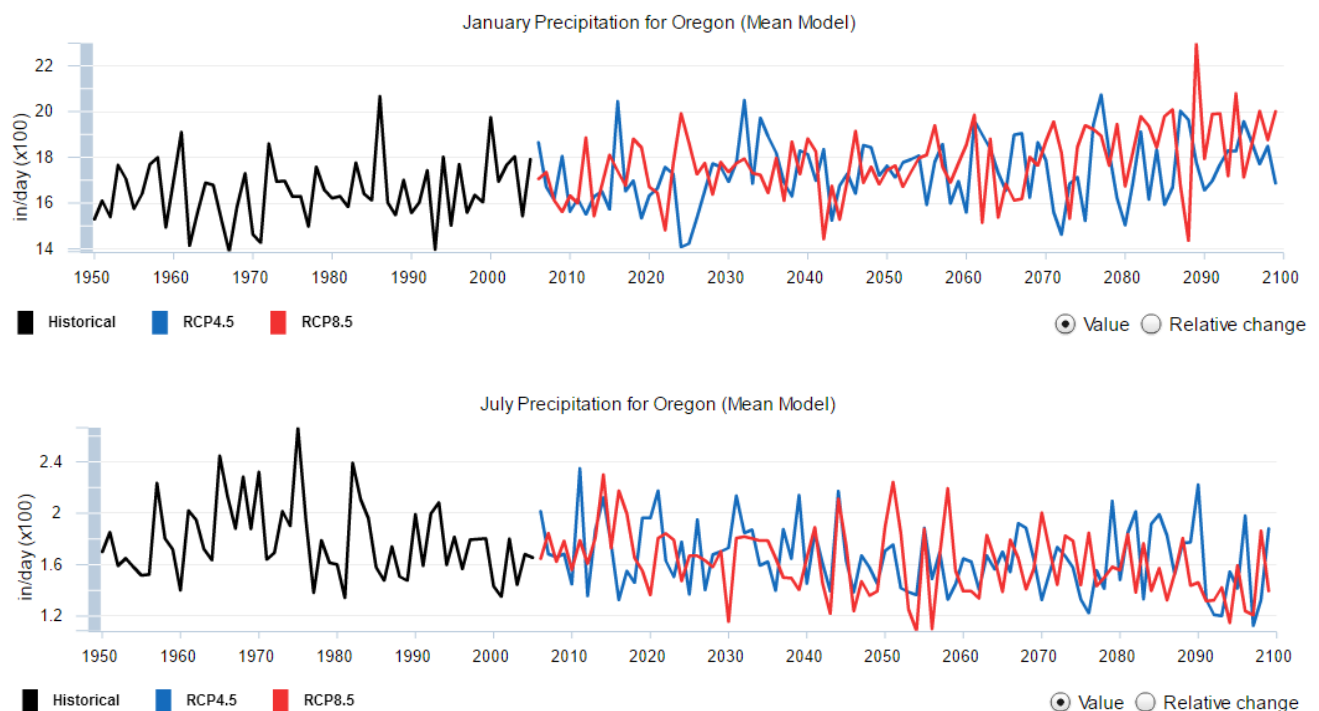 January Precipitation for Oregon (Mean Model)
in/day (x100)
22
20
18
16
14
1950 1960 1970 1980 1990 2000 2010 2020 2030 2040 2050 2060 2070 2080 2090 2100
Historical RCP4.5 RCP8.5 Value Relative change
July Precipitation for Oregon (Mean Model)
in/day (x100)
2.4
2
1.6
1.2
1950 1960 1970 1980 1990 2000 2010 2020 2030 2040 2050 2060 2070 2080 2090 2100
Historical RCP4.5 RCP8.5 Value Relative change